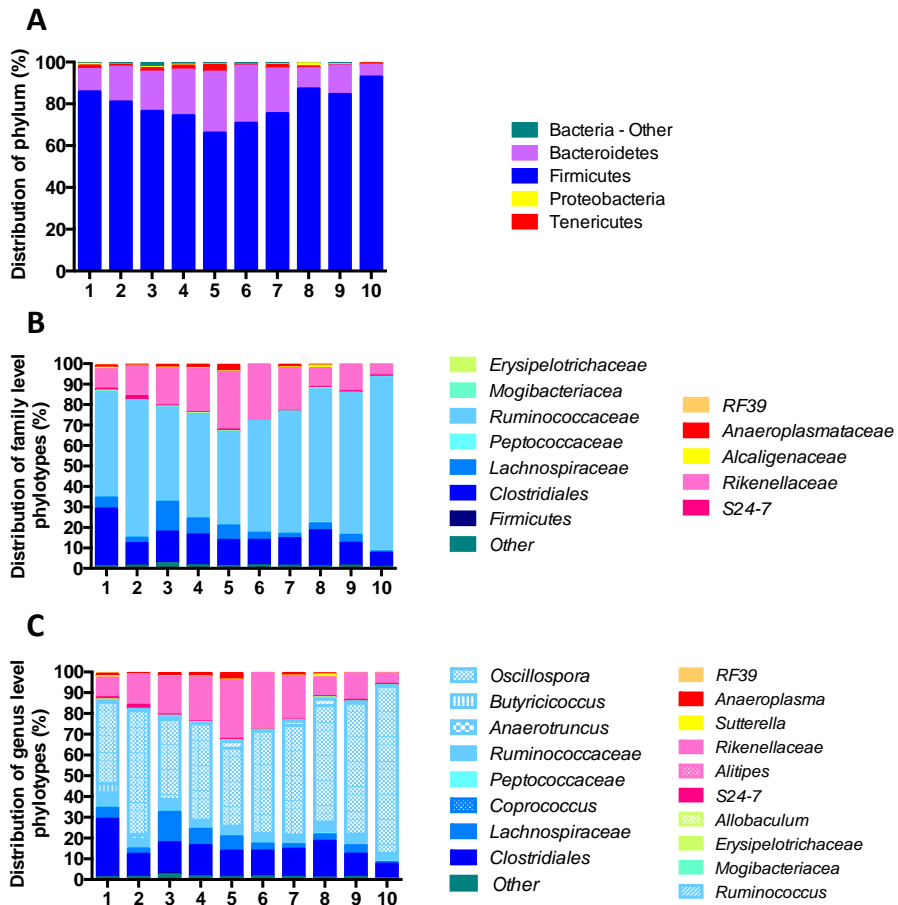 A
Distribution of phylum (%)
100
80
60
40
20
0
1 2 3 4 5 6 7 8 9 10
Bacteria - Other
Bacteroidetes
Firmicutes
Proteobacteria
Tenericutes
B
Distribution of family level
phylotypes (%)
100
90
80
70
60
50
40
30
20
10
0
1 2 3 4 5 6 7 8 9 10
Erysipelotrichaceae
Mogibacteriacea
Ruminococcaceae
Peptococcaceae
Lachnospiraceae
Clostridiales
Firmicutes
Other
RF39
Anaeroplasmataceae
Alcaligenaceae
Rikenellaceae
S24-7
C
Distribution of genus level
phylotypes (%)
100
90
80
70
60
50
40
30
20
10
0
1 2 3 4 5 6 7 8 9 10
Oscillospora
Butyricicoccus
Anaerotruncus
Ruminococcaceae
Peptococcaceae
Coprococcus
Lachnospiraceae
Clostridiales
Other
RF39
Anaeroplasma
Sutterella
Rikenellaceae
Alitipes
S24-7
Allobaculum
Erysipelotrichaceae
Mogibacteriacea
Ruminococcus